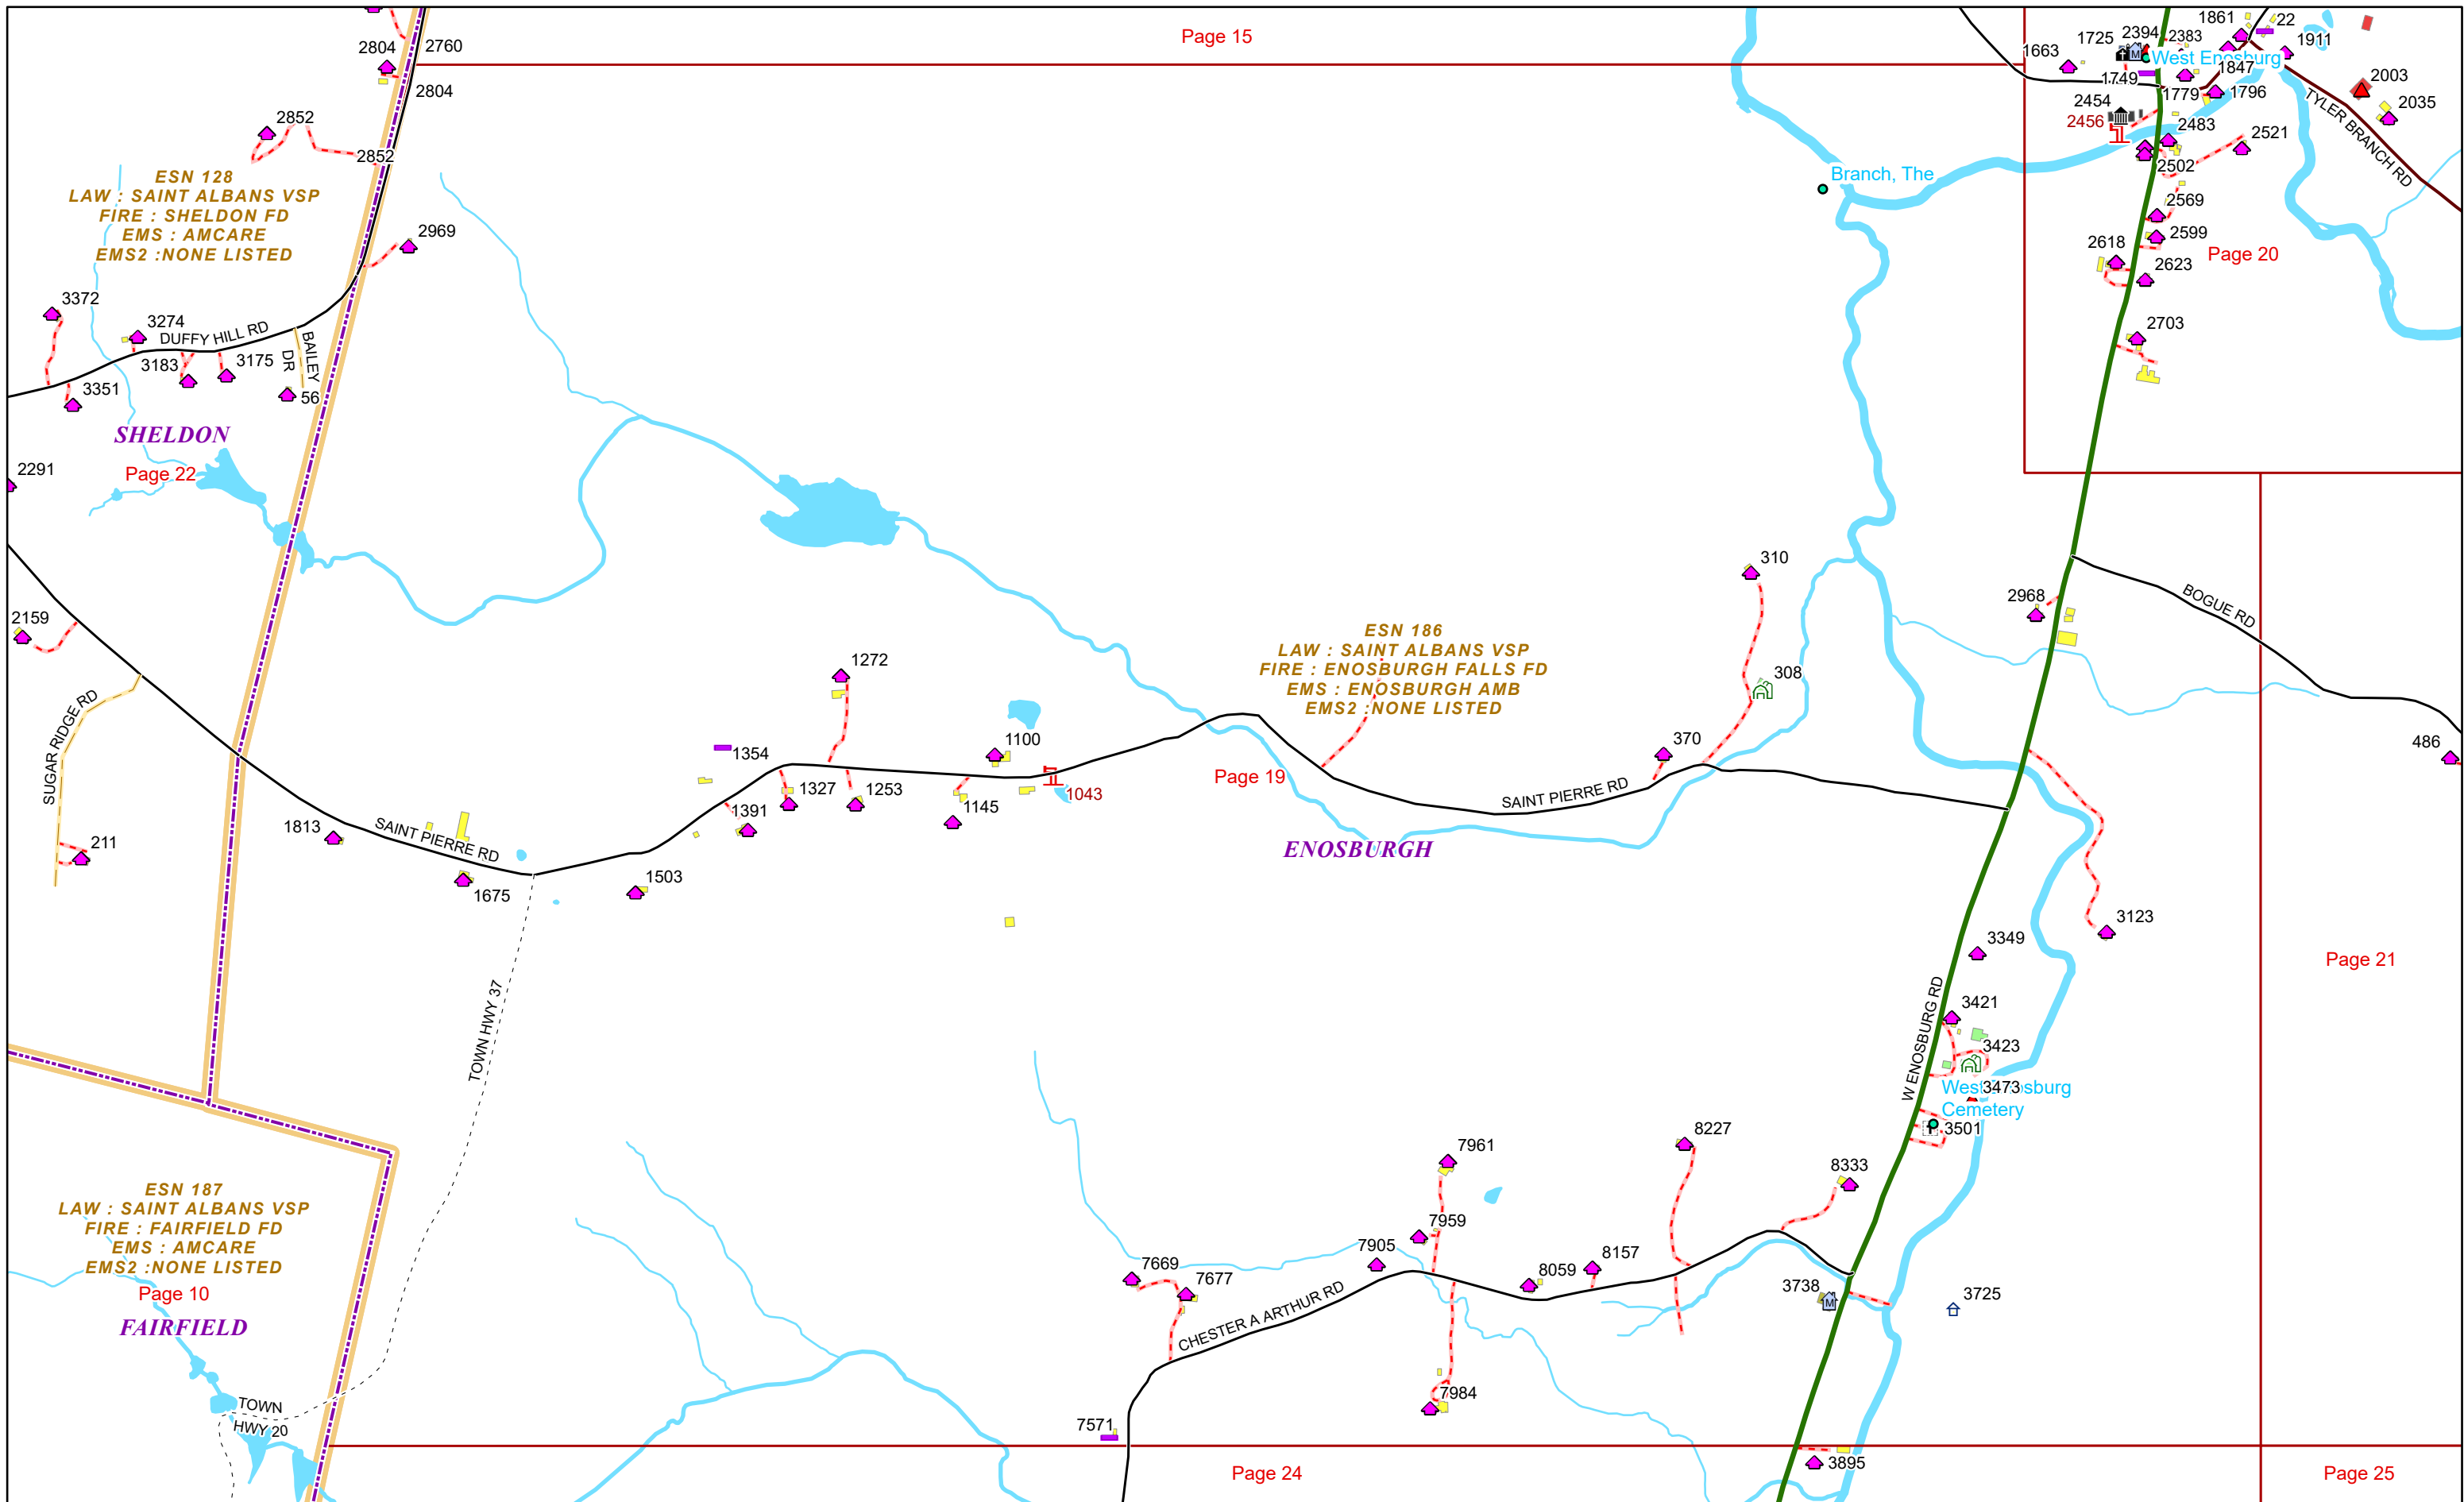 Page 15
2804
2760
2804
2852
2852
ESN 128
LAW : SAINT ALBANS VSP
FIRE : SHELDON FD
EMS : AMCARE
EMS2 :NONE LISTED
2969
3372
3274
DUFFY HILL RD
BAILEY
DR
3183
3175
3351
56
SHELDON
Page 22
2291
2159
SUGAR RIDGE RD
211
1861
22
1725
2394
2383
1911
1663
West Enosburg
1847
1749
1779
1796
2003
2035
TYLER BRANCH RD
2454
2456
2483
2521
2502
Branch, The
2569
2599
2618
2623
Page 20
2703
310
2968
BOGUE RD
308
486
ESN 186
LAW : SAINT ALBANS VSP
FIRE : ENOSBURGH FALLS FD
EMS : ENOSBURGH AMB
EMS2 :NONE LISTED
1272
1354
1100
370
Page 19
1327
1253
1043
1145
1391
SAINT PIERRE RD
1813
SAINT PIERRE RD
ENOSBURGH
1675
1503
3123
3349
Page 21
TOWN HWY 37
W ENOSBURG RD
3421
3423
3473
Cemetery
3501
ESN 187
LAW : SAINT ALBANS VSP
FIRE : FAIRFIELD FD
EMS : AMCARE
EMS2 :NONE LISTED
Page 10
FAIRFIELD
8227
7961
8333
7959
7905
8157
7669
7677
8059
3738
M
3725
CHESTER A ARTHUR RD
7984
TOWN
HWY 20
7571
Page 24
3895
Page 25